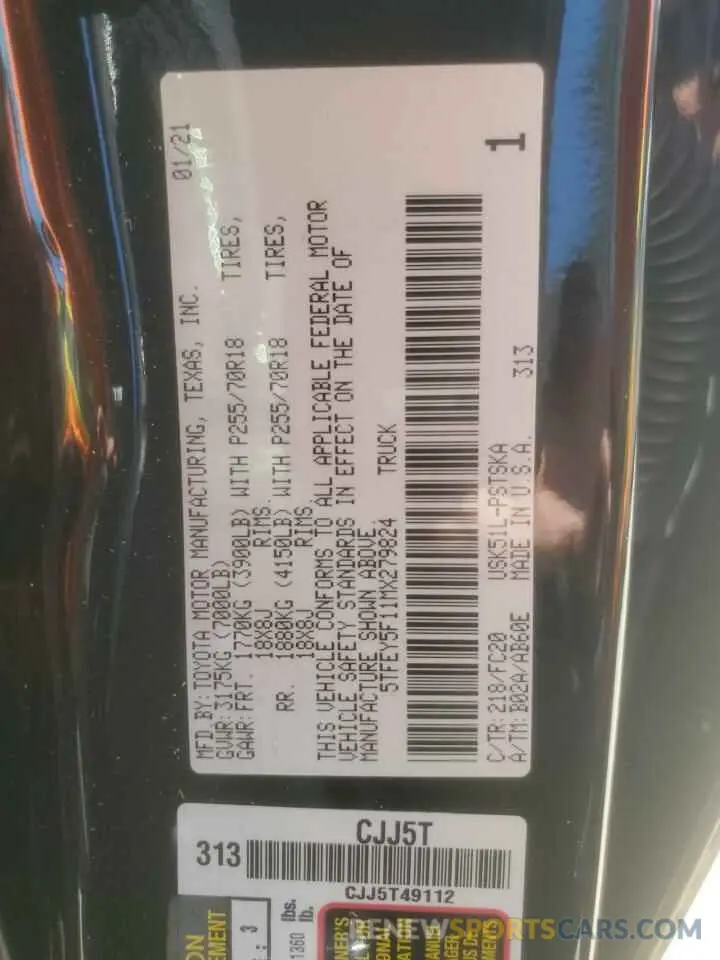 MFD. BY: TOYOTA MOTOR MANUFACTURING, TEXAS, INC. 01/21
GVWR: 3175KG (7000LB)
GAWR: FRT. 1770KG (3900LB) WITH P255/70R18 TIRES,
18X8J RIMS.
RR. 1880KG (4150LB) WITH P255/70R18 TIRES,
18X8J RIMS.
THIS VEHICLE CONFORMS TO ALL APPLICABLE FEDERAL MOTOR
VEHICLE SAFETY STANDARDS IN EFFECT ON THE DATE OF
MANUFACTURE SHOWN ABOVE.
5TFEY5F11MX279824 TRUCK
1
C/TR: 218/FC20 USK51L-PSTSKA 313
A/TM: B02A/AB60E MADE IN U.S.A.
CJJ5T
313
CJJ5T49112
: 3
1360 lbs.
lb.
RENEWSPORTSCARS.COM